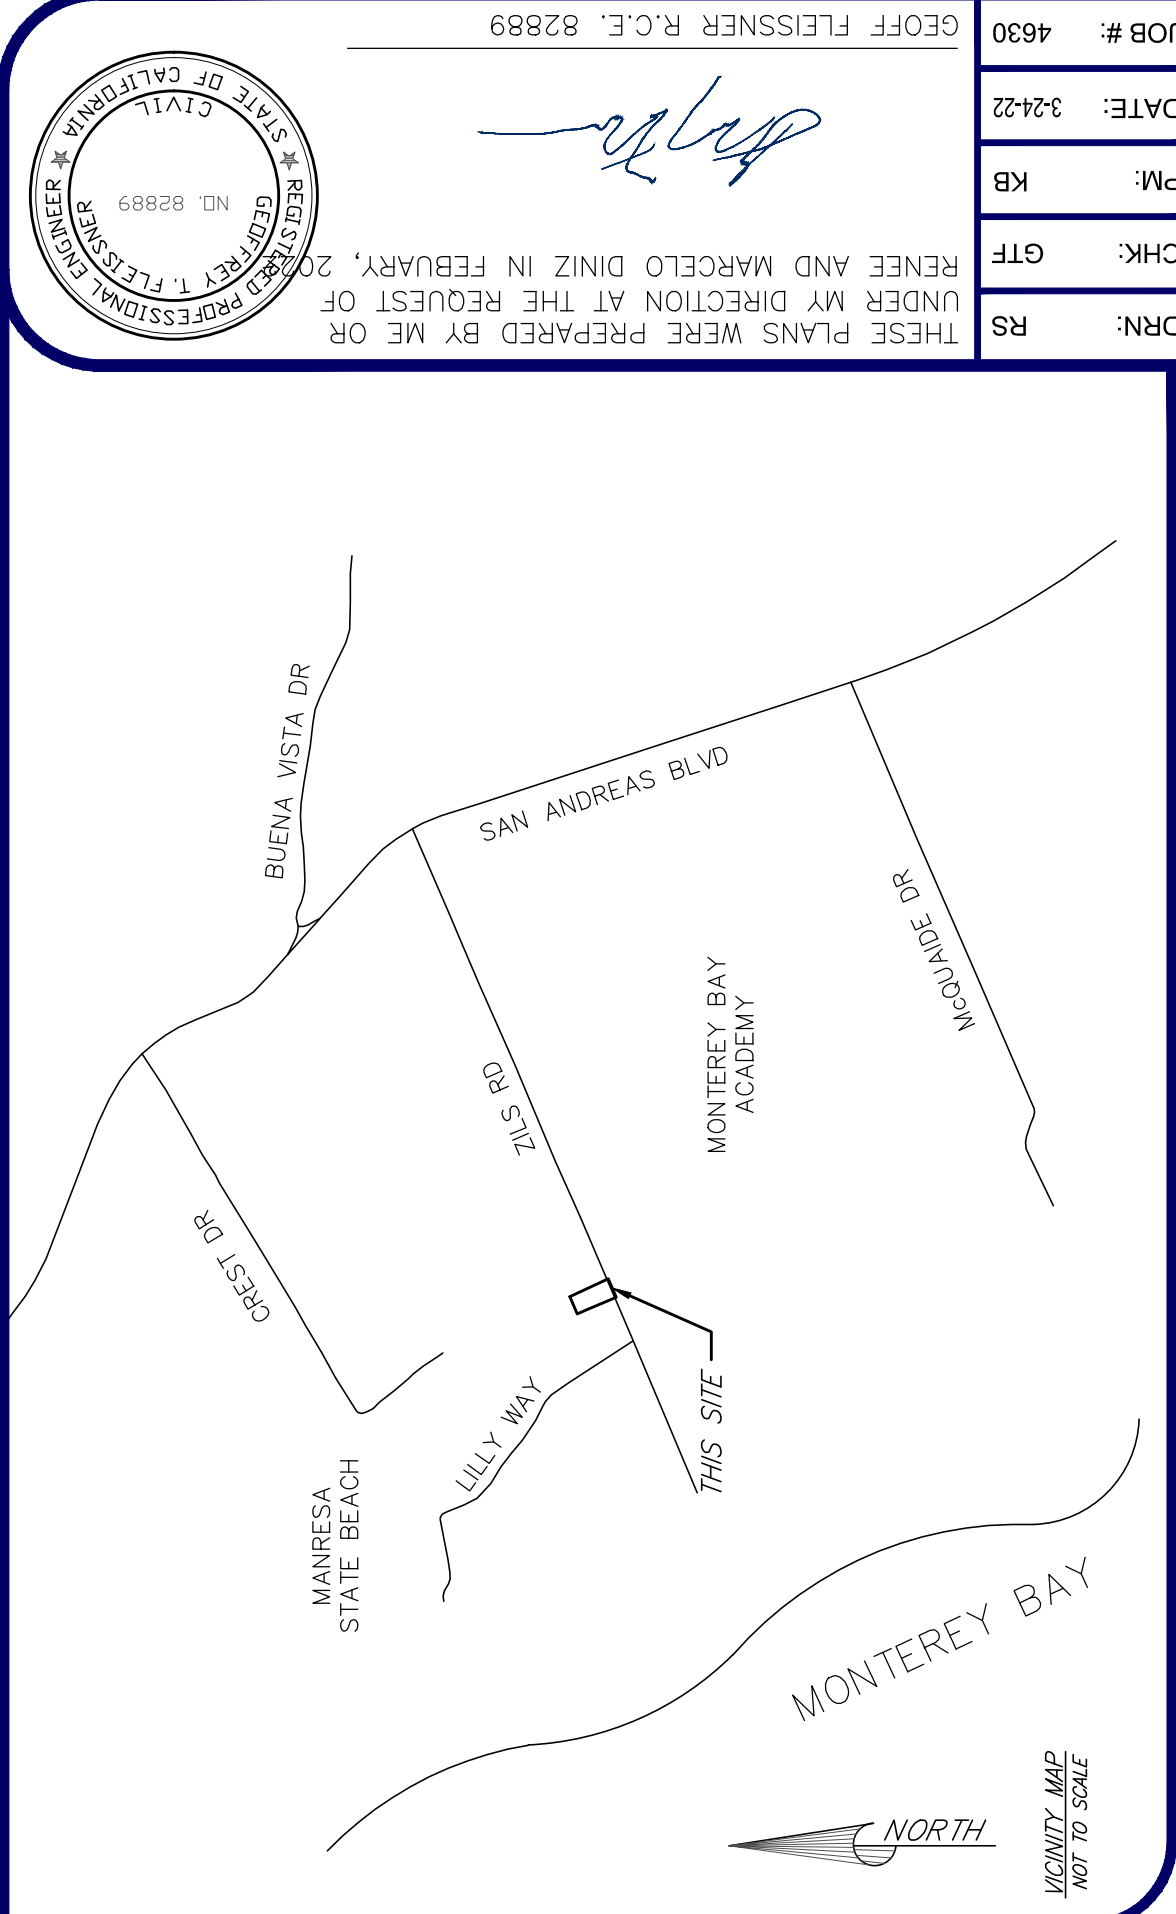 DRN: RS
CHK: GTF
PM: KB
DATE: 3-24-22
JOB #: 4630
THESE PLANS WERE PREPARED BY ME OR
UNDER MY DIRECTION AT THE REQUEST OF
RENEE AND MARCELO DINIZ IN FEBUARY, 2022
GEOFF FLEISSNER R.C.E. 82889
REGISTERED PROFESSIONAL ENGINEER
GEOFFREY T. FLEISSNER
NO. 82889
CIVIL
STATE OF CALIFORNIA
BUENA VISTA DR
SAN ANDREAS BLVD
McQUAIDE DR
MONTEREY BAY
ACADEMY
ZILS RD
CREST DR
LILLY WAY
THIS SITE
MANRESA
STATE BEACH
MONTEREY BAY
NORTH
VICINITY MAP
NOT TO SCALE